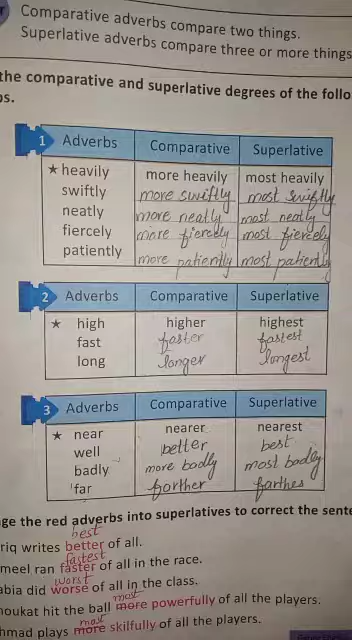 Comparative adverbs compare two things.
Superlative adverbs compare three or more things
the comparative and superlative degrees of the follo
os.
1 Adverbs Comparative Superlative
★ heavily more heavily most heavily
swiftly more swiftly most swiftly
neatly more neatly most neatly
fiercely more fiercely most fiercely
patiently more patiently most patiently
2 Adverbs Comparative Superlative
★ high higher highest
fast faster fastest
long longer longest
3 Adverbs Comparative Superlative
★ near nearer nearest
well better best
badly more badly most badly
far farther farthes
ge the red adverbs into superlatives to correct the sente
best
riq writes better of all.
fastest
meel ran faster of all in the race.
worst
abia did worse of all in the class.
most
oukat hit the ball more powerfully of all the players.
most
hmad plays more skilfully of all the players.